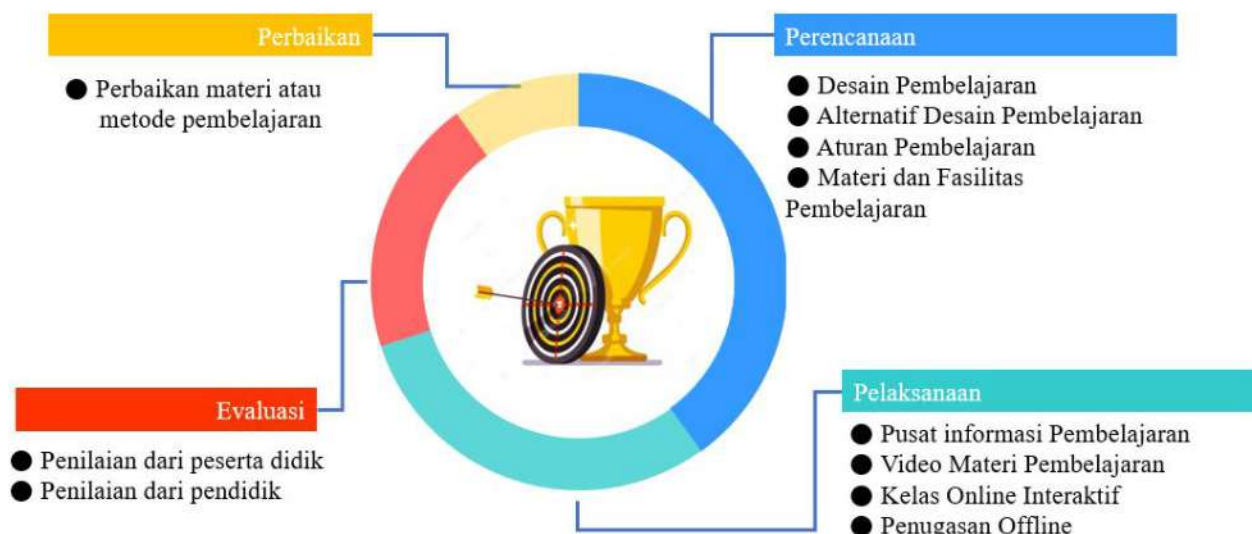 Perbaikan
● Perbaikan materi atau
metode pembelajaran
Perencanaan
● Desain Pembelajaran
● Alternatif Desain Pembelajaran
● Aturan Pembelajaran
● Materi dan Fasilitas
Pembelajaran
Evaluasi
● Penilaian dari peserta didik
● Penilaian dari pendidik
Pelaksanaan
● Pusat informasi Pembelajaran
● Video Materi Pembelajaran
● Kelas Online Interaktif
● Penugasan Offline